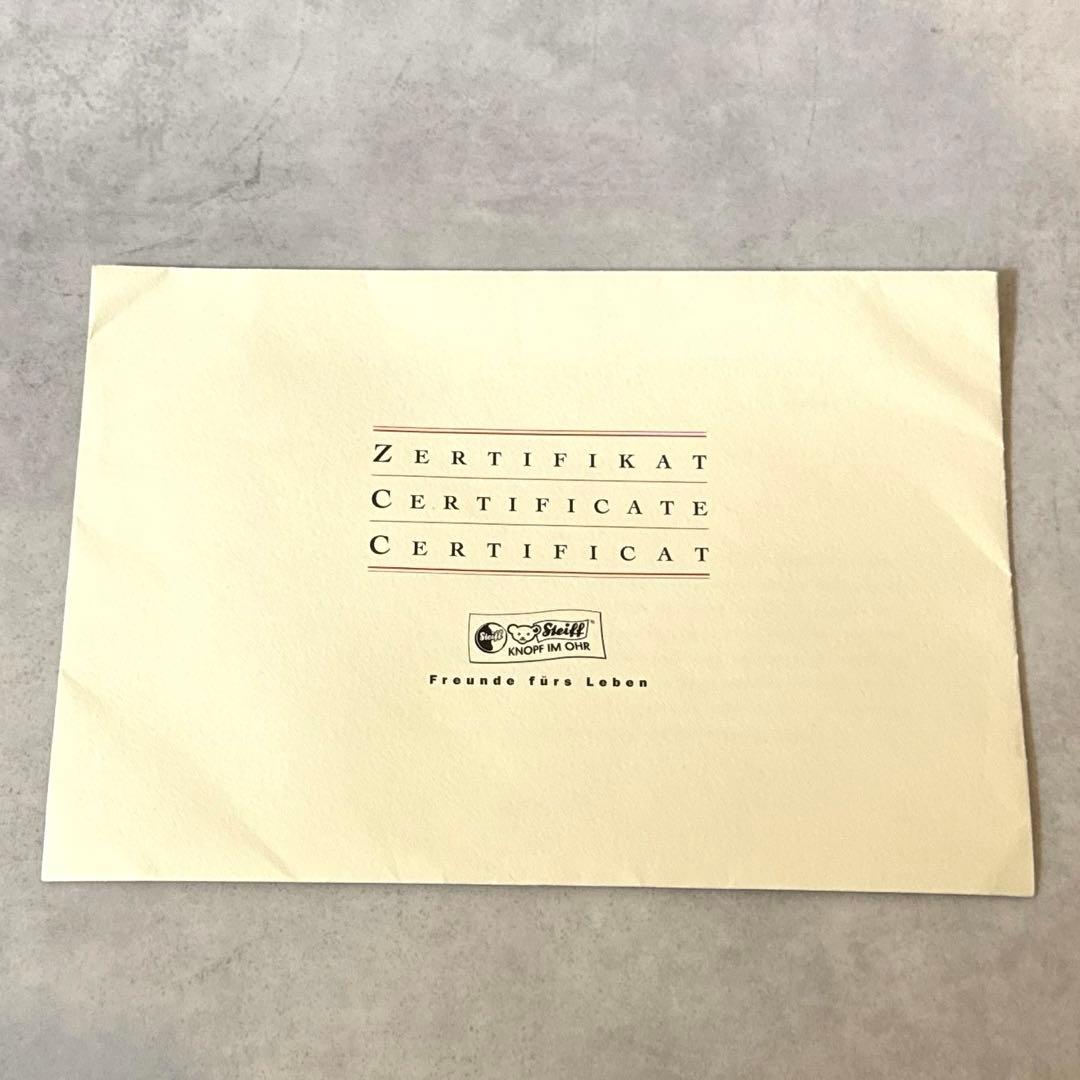 ZERTIFIKAT
CERTIFICATE
CERTIFICAT
Steiff Steiff
KNOPF IM OHR
Freunde fürs Leben